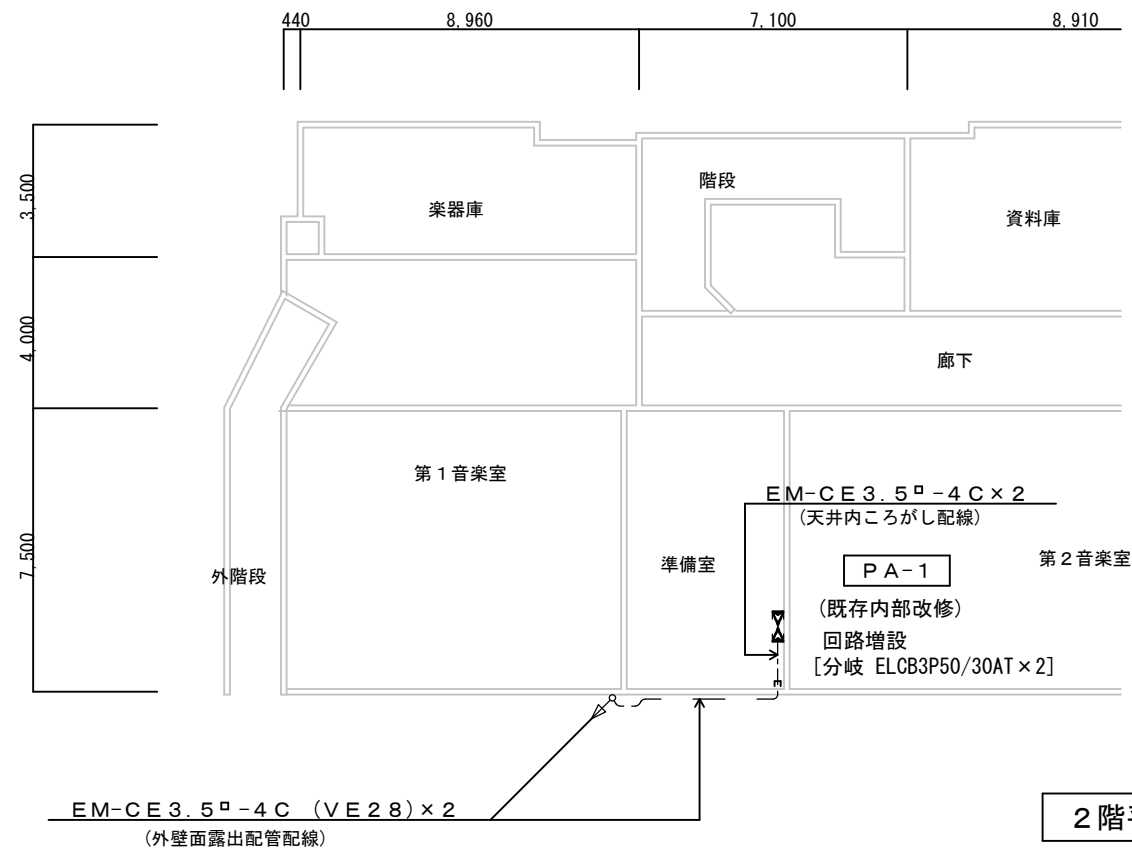 440
8,960
7,100
8,910
3,500
4,000
7,500
楽器庫
階段
資料庫
廊下
第1音楽室
EM-CE3.5□-4C×2
(天井内ころがし配線)
準備室
PA-1
第2音楽室
外階段
(既存内部改修)
回路増設
[分岐 ELCB3P50/30AT×2]
EM-CE3.5□-4C (VE28)×2
(外壁面露出配管配線)
2階